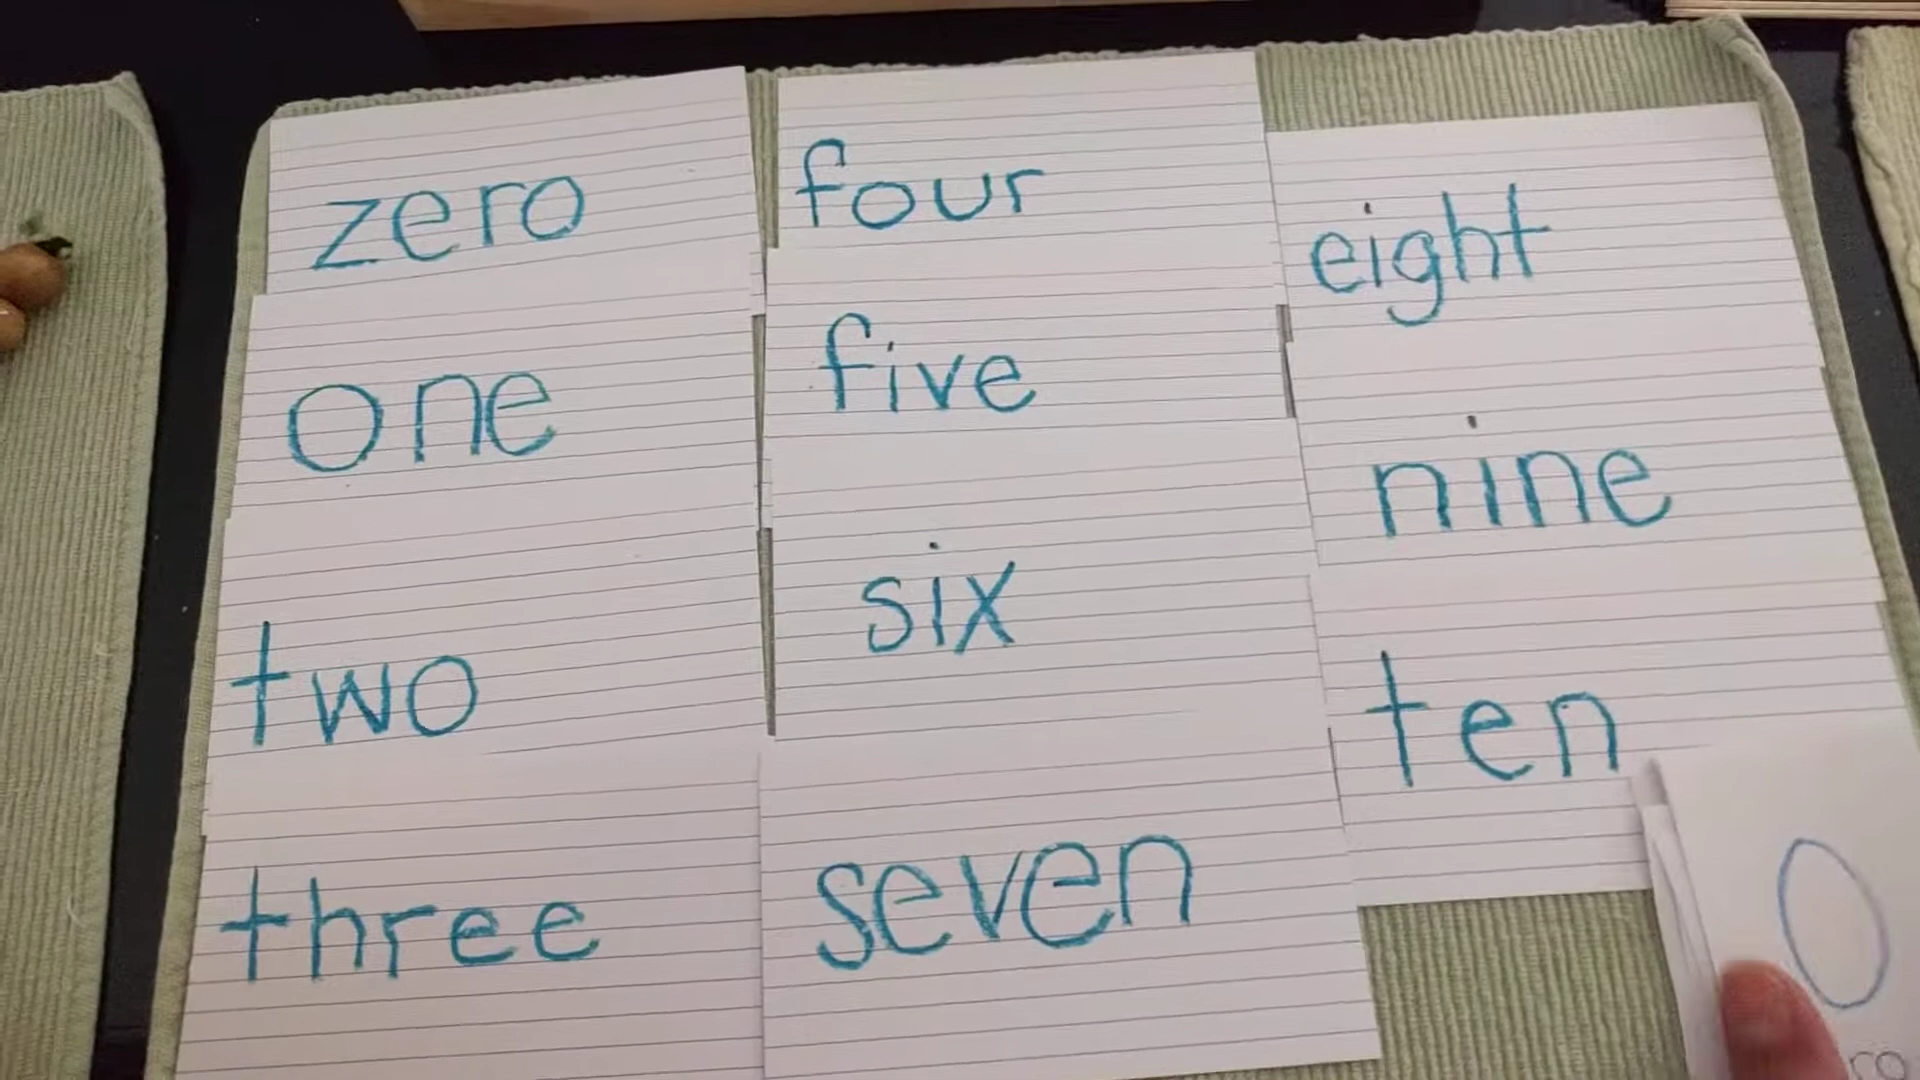 zero
one
two
three
four
five
six
seven
eight
nine
ten
0